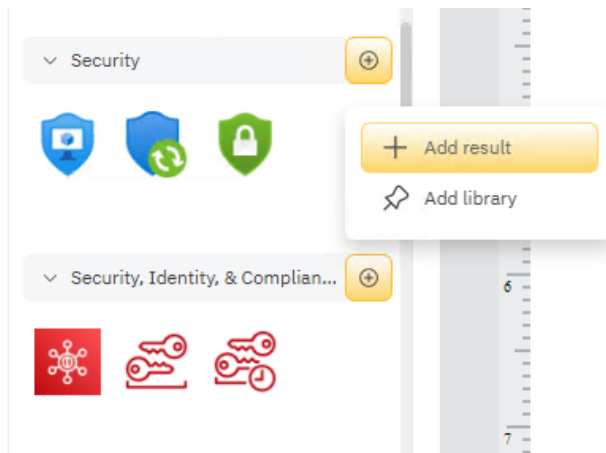 Security
Add result
Add library
Security, Identity, & Complian...
6
7